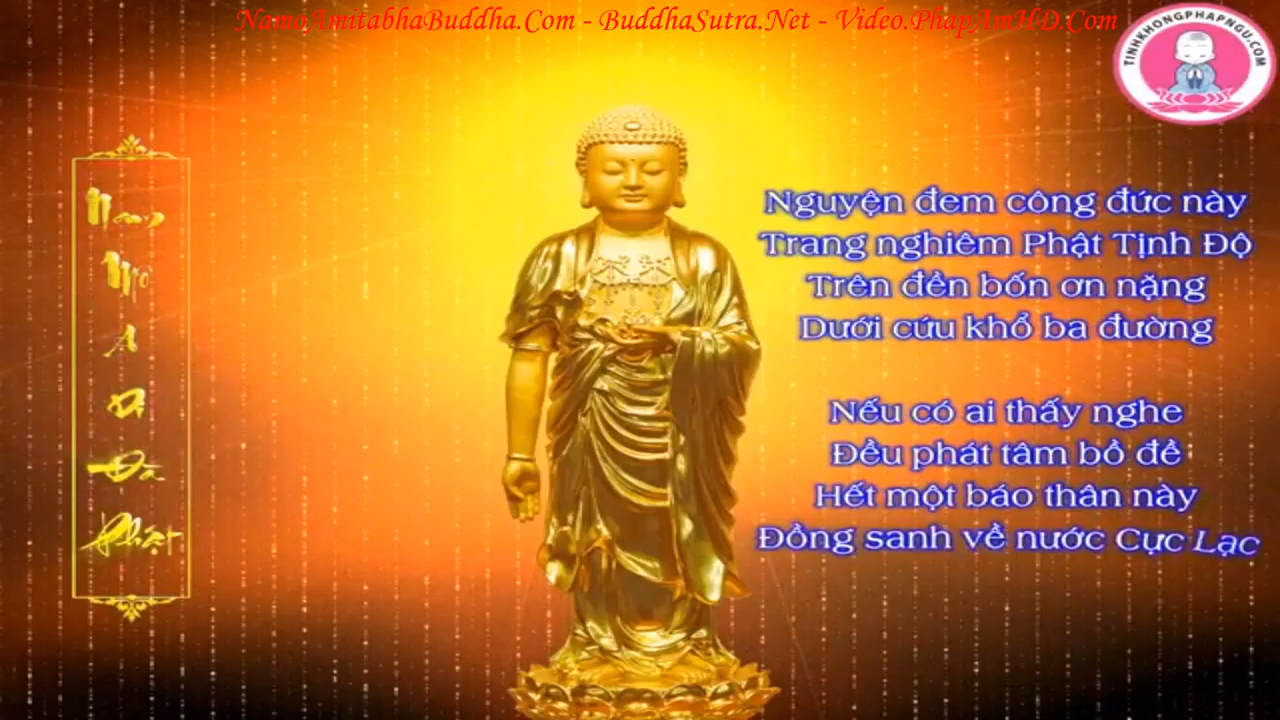 NamoAmitabhaBuddha.Com - BuddhaSutra.Net - Video.PhapAmHD.Com
TINHKHONGPHAPNGU.COM
Nam
Mô
A
Di
Đà
Phật
Nguyện đem công đức này
Trang nghiêm Phật Tịnh Độ
Trên đền bốn ơn nặng
Dưới cứu khổ ba đường
Nếu có ai thấy nghe
Đều phát tâm bồ đề
Hết một báo thân này
Đồng sanh về nước Cực Lạc